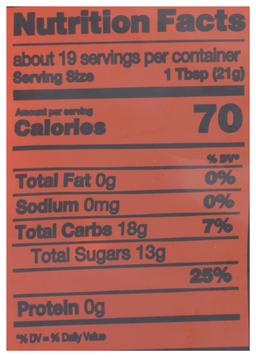 Nutrition Facts
about 19 servings per container
Serving Size 1 Tbsp (21g)
Amount per serving
Calories 70
% DV*
Total Fat 0g 0%
Sodium 0mg 0%
Total Carbs 18g 7%
Total Sugars 13g
25%
Protein 0g
*% DV = % Daily Value